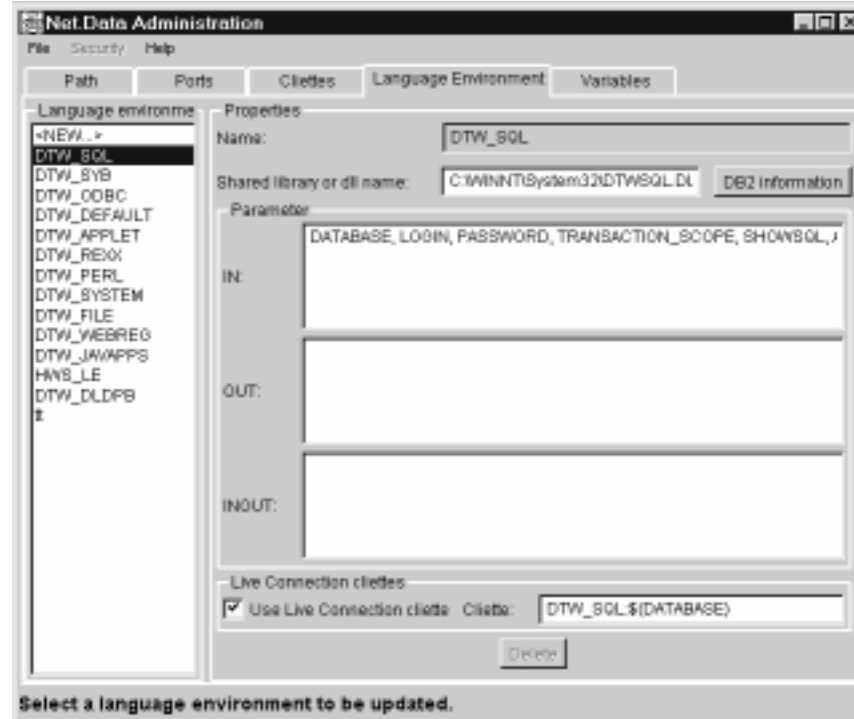 Net.Data Administration
File Security Help
Path Ports Cliettes Language Environment Variables
Language environme
Properties
<NEW...>
DTW_SQL
DTW_SYB
DTW_ODBC
DTW_DEFAULT
DTW_APPLET
DTW_REXX
DTW_PERL
DTW_SYSTEM
DTW_FILE
DTW_WEBREG
DTW_JAVAPPS
HWS_LE
DTW_DLDPB
Name: DTW_SQL
Shared library or dll name: C:\WINNT\System32\DTWSQL.DL DB2 information
Parameter
IN: DATABASE, LOGIN, PASSWORD, TRANSACTION_SCOPE, SHOWSQL,
OUT:
INOUT:
Live Connection cliettes
Use Live Connection cliette Cliette: DTW_SQL:$(DATABASE)
Delete
Select a language environment to be updated.